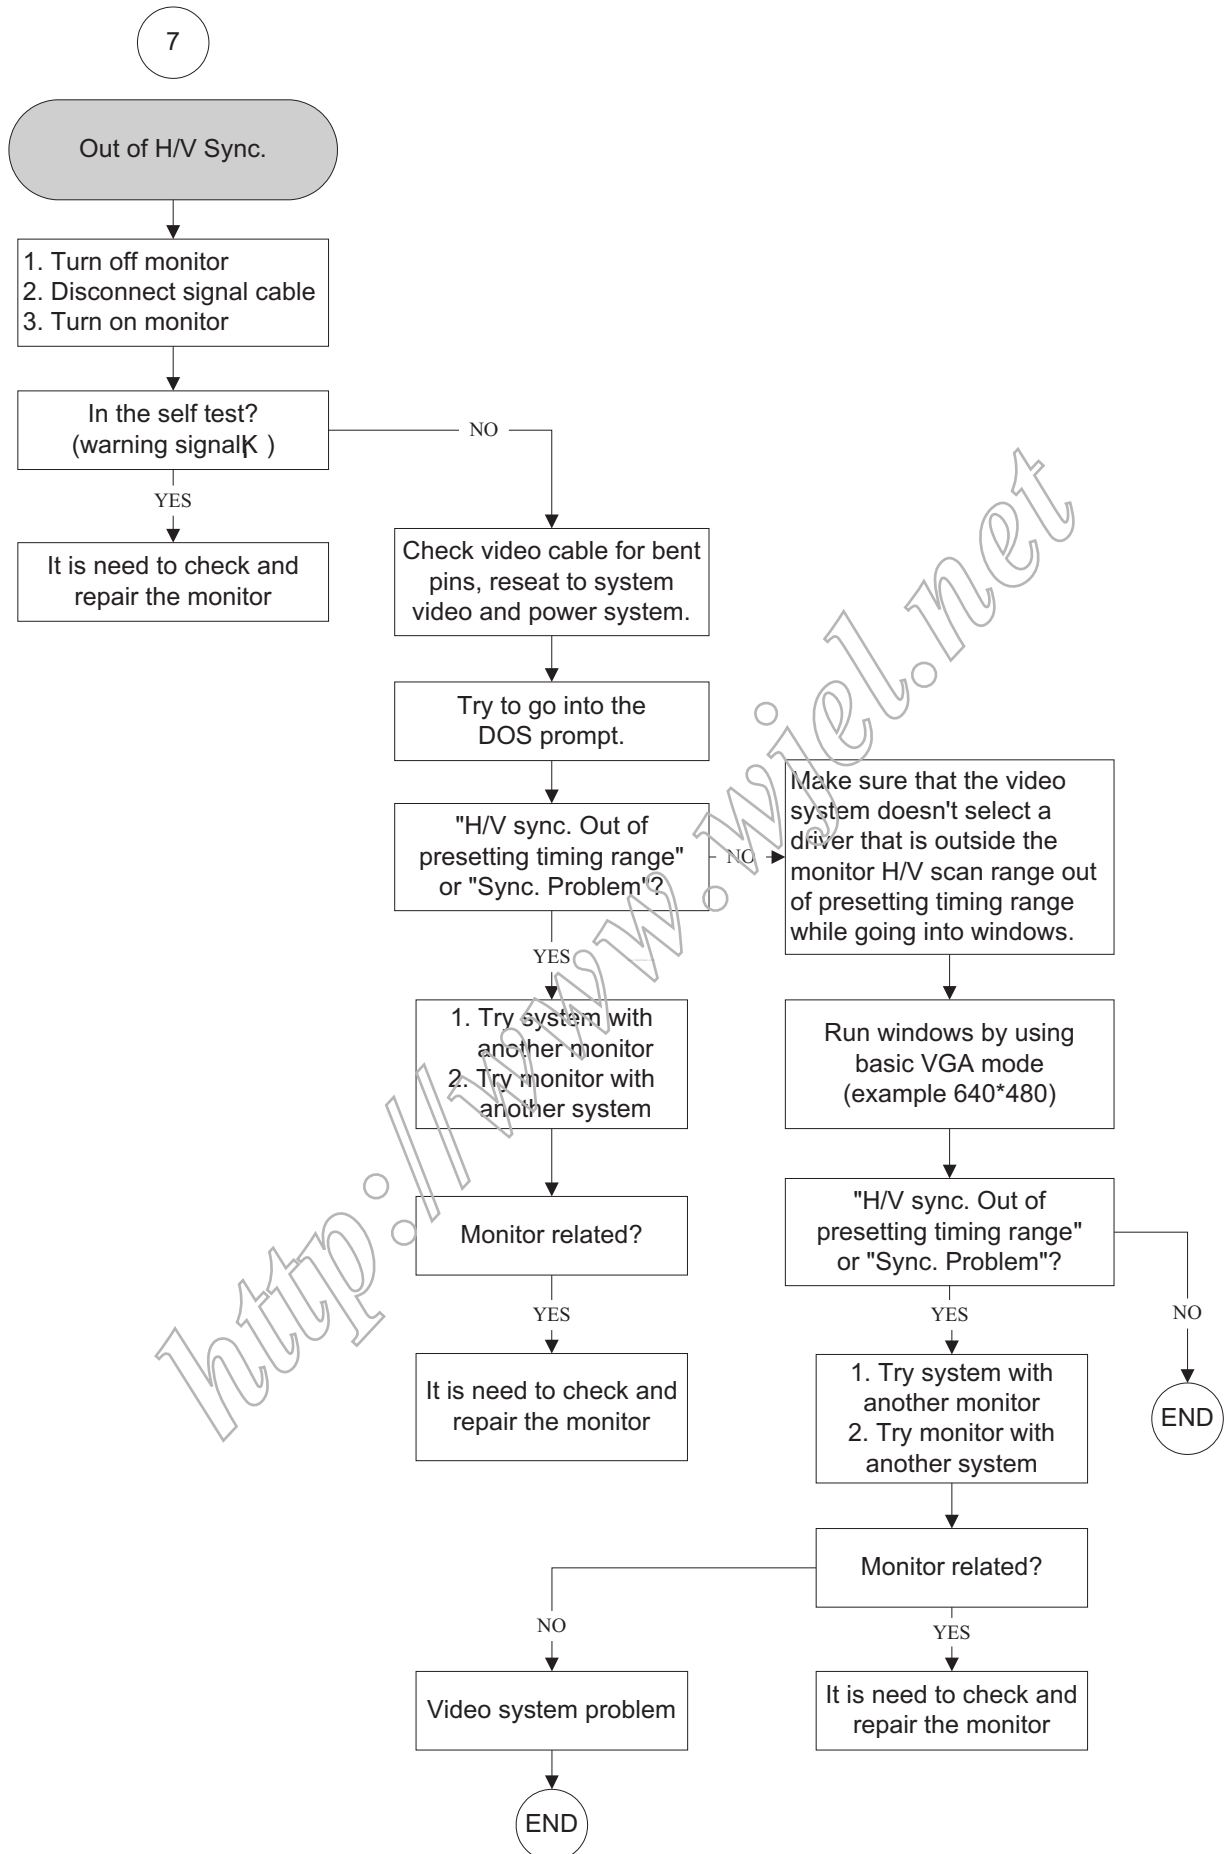 7
Out of H/V Sync.
1. Turn off monitor
2. Disconnect signal cable
3. Turn on monitor
In the self test?
(warning signalK )
NO
YES
It is need to check and
repair the monitor
Check video cable for bent
pins, reseat to system
video and power system.
Try to go into the
DOS prompt.
"H/V sync. Out of
presetting timing range"
or "Sync. Problem"?
NO
Make sure that the video
system doesn't select a
driver that is outside the
monitor H/V scan range out
of presetting timing range
while going into windows.
YES
1. Try system with
another monitor
2. Try monitor with
another system
Run windows by using
basic VGA mode
(example 640*480)
Monitor related?
"H/V sync. Out of
presetting timing range"
or "Sync. Problem"?
YES
YES
NO
It is need to check and
repair the monitor
1. Try system with
another monitor
2. Try monitor with
another system
END
Monitor related?
NO
YES
Video system problem
It is need to check and
repair the monitor
END
http://www.wjel.net